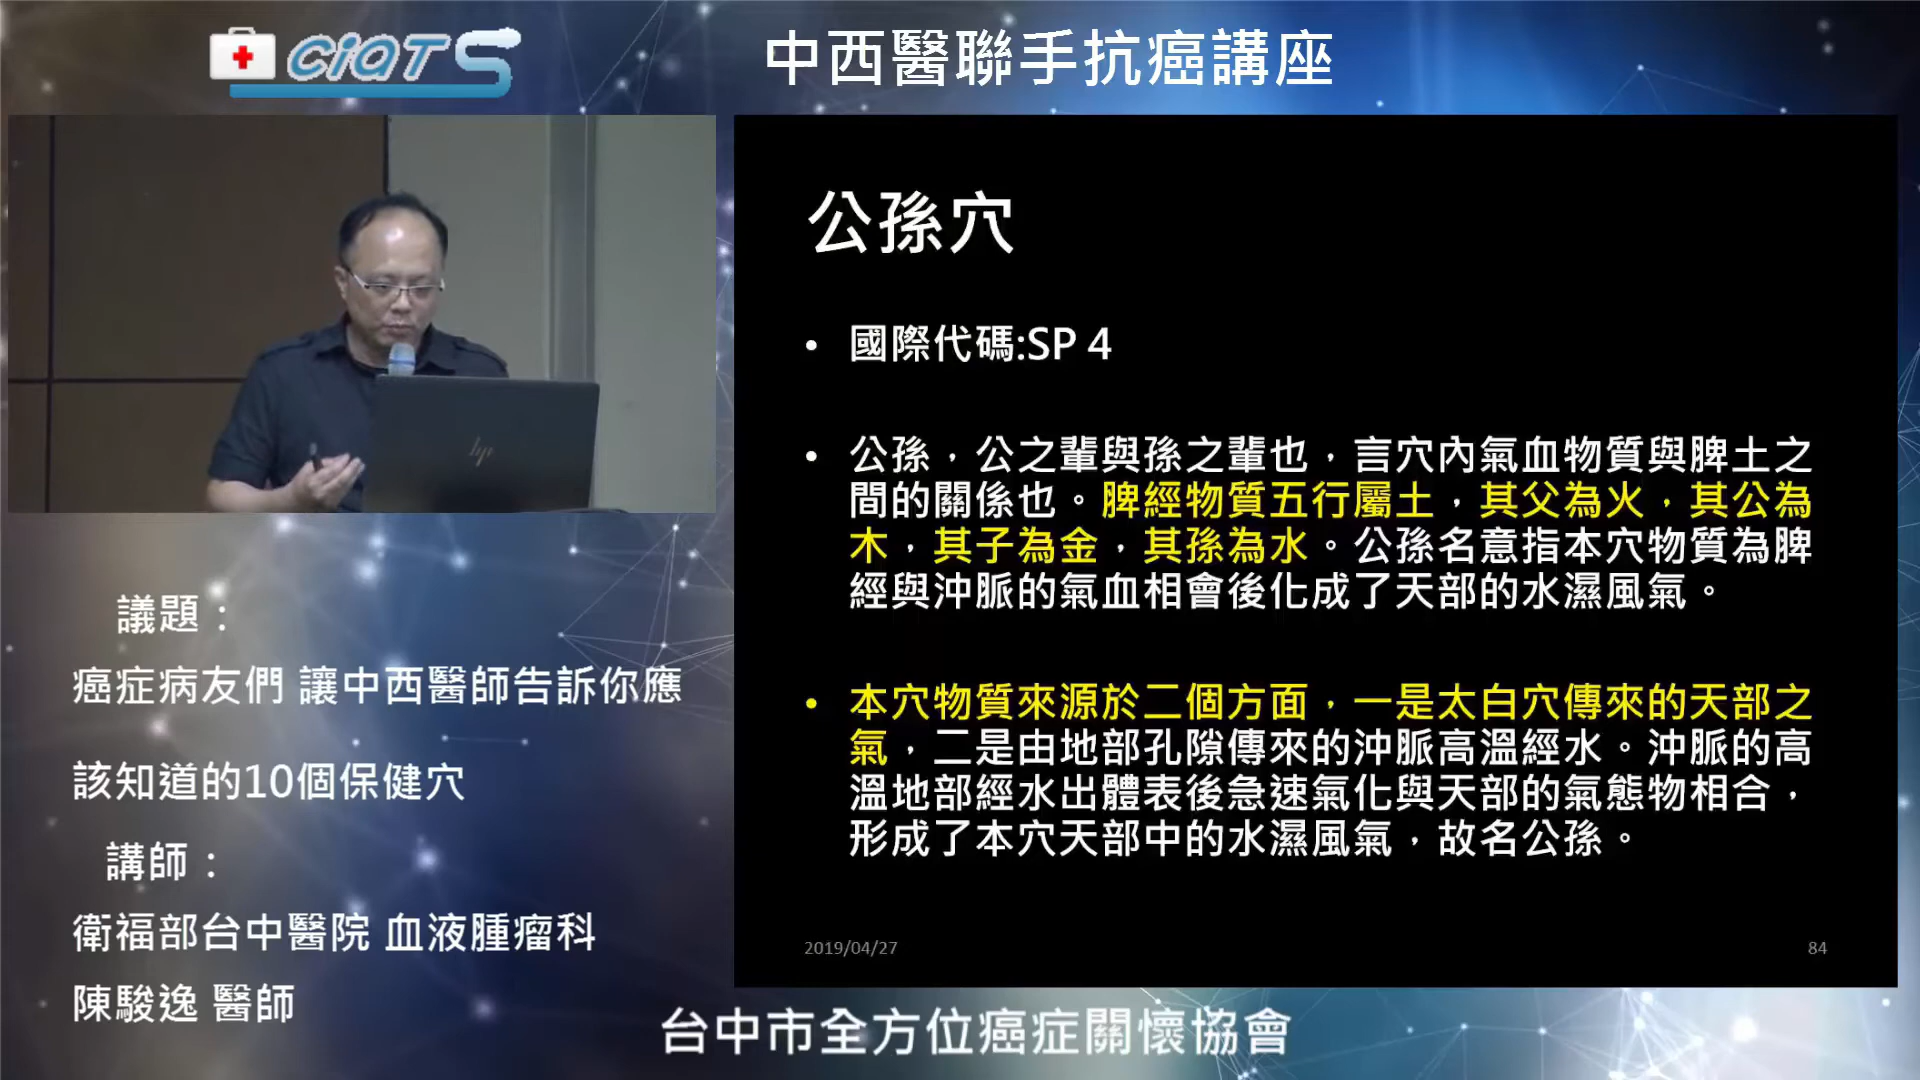 CiQTS
中西醫聯手抗癌講座
公孫穴
• 國際代碼:SP 4
• 公孫，公之輩與孫之輩也，言穴內氣血物質與脾土之
間的關係也。脾經物質五行屬土，其父為火，其公為
木，其子為金，其孫為水。公孫名意指本穴物質為脾
經與沖脈的氣血相會後化成了天部的水濕風氣。
• 本穴物質來源於二個方面，一是太白穴傳來的天部之
氣，二是由地部孔隙傳來的沖脈高溫經水。沖脈的高
溫地部經水出體表後急速氣化與天部的氣態物相合，
形成了本穴天部中的水濕風氣，故名公孫。
2019/04/27
84
hp
議題：
癌症病友們 讓中西醫師告訴你應
該知道的10個保健穴
講師：
衛福部台中醫院 血液腫瘤科
陳駿逸 醫師
台中市全方位癌症關懷協會